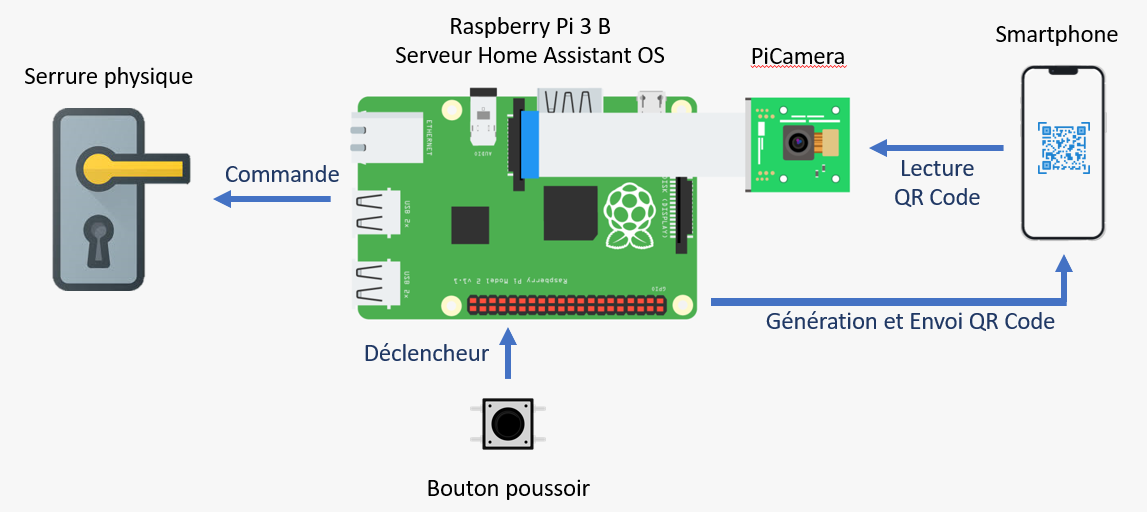 Raspberry Pi 3 B
Serveur Home Assistant OS
Serrure physique
PiCamera
Smartphone
ETHERNET
AUDIO
Commande
Lecture
QR Code
USB 2x
(DISPLAY)
USB 2x
Raspberry Pi Model 2 v1.1
GPIO
Génération et Envoi QR Code
Déclencheur
Bouton poussoir